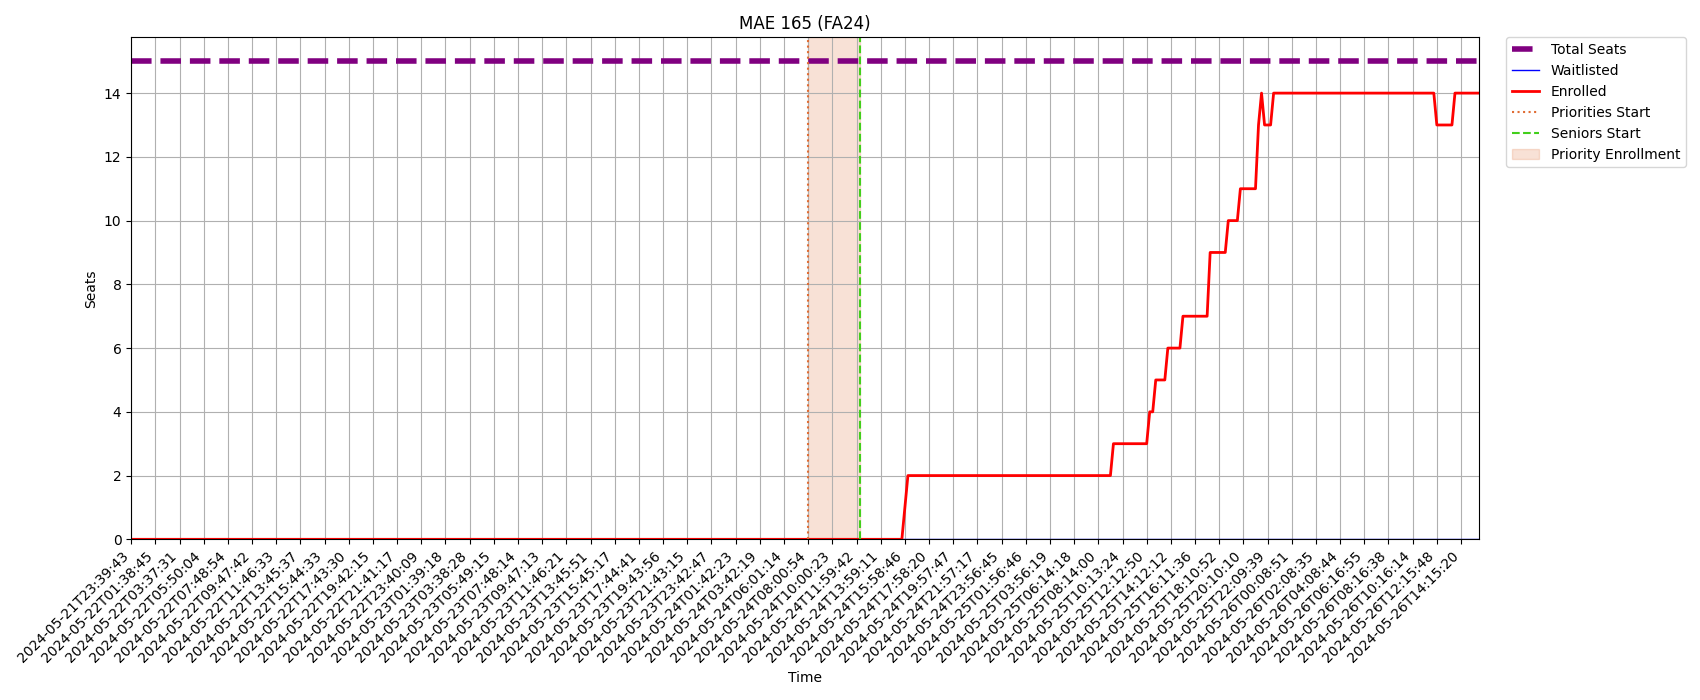 MAE 165 (FA24)
Total Seats
Waitlisted
Enrolled
Priorities Start
Seniors Start
Priority Enrollment
Seats
14
12
10
8
6
4
2
0
2024-05-21T23:39:43
2024-05-22T01:38:45
2024-05-22T03:37:31
2024-05-22T05:50:04
2024-05-22T07:48:54
2024-05-22T09:47:42
2024-05-22T11:46:33
2024-05-22T13:45:37
2024-05-22T15:44:33
2024-05-22T17:43:30
2024-05-22T19:42:15
2024-05-22T21:41:17
2024-05-22T23:40:09
2024-05-23T01:39:18
2024-05-23T03:38:28
2024-05-23T05:49:15
2024-05-23T07:48:14
2024-05-23T09:47:13
2024-05-23T11:46:21
2024-05-23T13:45:51
2024-05-23T15:45:17
2024-05-23T17:44:41
2024-05-23T19:43:56
2024-05-23T21:43:15
2024-05-23T23:42:47
2024-05-24T01:42:23
2024-05-24T03:42:19
2024-05-24T06:01:14
2024-05-24T08:00:54
2024-05-24T10:00:23
2024-05-24T11:59:42
2024-05-24T13:59:11
2024-05-24T15:58:46
2024-05-24T17:58:20
2024-05-24T19:57:47
2024-05-24T21:57:17
2024-05-24T23:56:45
2024-05-25T01:56:46
2024-05-25T03:56:19
2024-05-25T06:14:18
2024-05-25T08:14:00
2024-05-25T10:13:24
2024-05-25T12:12:50
2024-05-25T14:12:12
2024-05-25T16:11:36
2024-05-25T18:10:52
2024-05-25T20:10:10
2024-05-25T22:09:39
2024-05-26T00:08:51
2024-05-26T02:08:35
2024-05-26T04:08:44
2024-05-26T06:16:55
2024-05-26T08:16:38
2024-05-26T10:16:14
2024-05-26T12:15:48
2024-05-26T14:15:20
Time